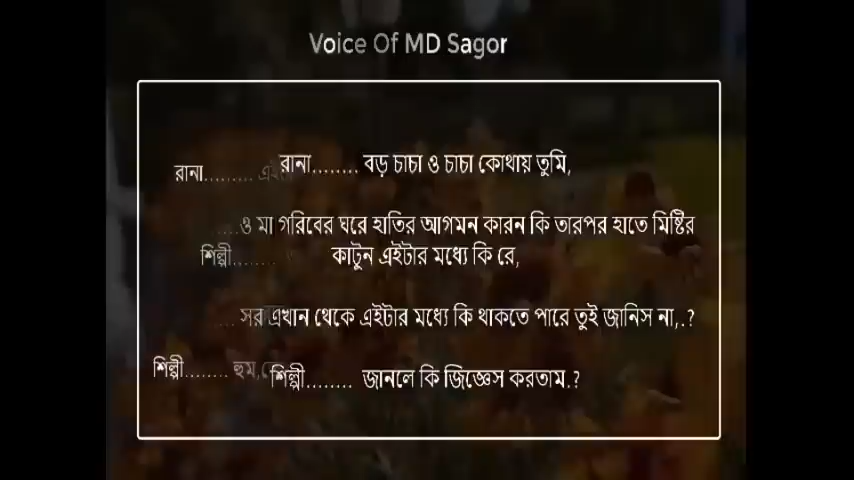 Voice Of MD Sagor
রানা........ বড় চাচা ও চাচা কোথায় তুমি,
রানা.........
....ও মা গরিবের ঘরে হাতির আগমন কারন কি তারপর হাতে মিষ্টির
শিল্পী........
কাটুন এইটার মধ্যে কি রে,
.... সর এখান থেকে এইটার মধ্যে কি থাকতে পারে তুই জানিস না,.?
শিল্পী........ হুম,
শিল্পী........ জানলে কি জিজ্ঞেস করতাম.?